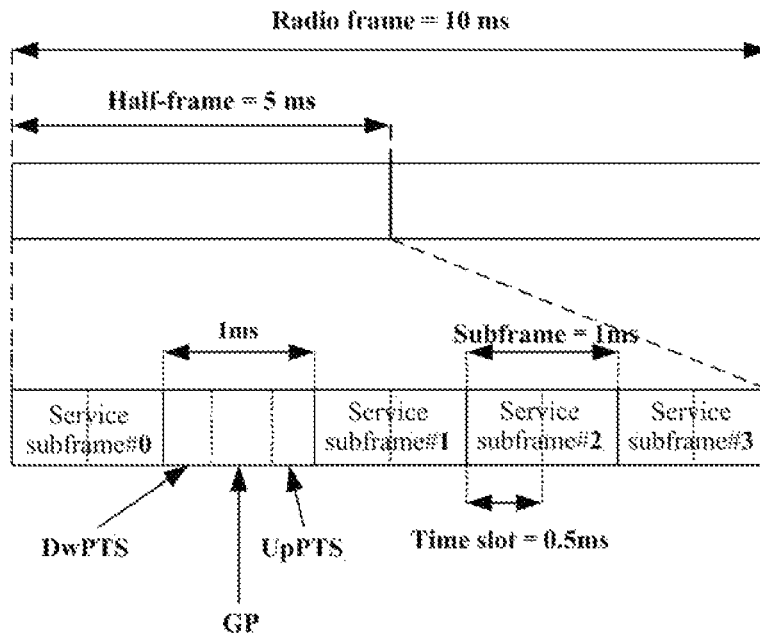 Radio frame = 10 ms
Half-frame = 5 ms
1ms
Subframe = 1ms
Service subframe#0
Service subframe#1
Service subframe#2
Service subframe#3
DwPTS
UpPTS
Time slot = 0.5ms
GP